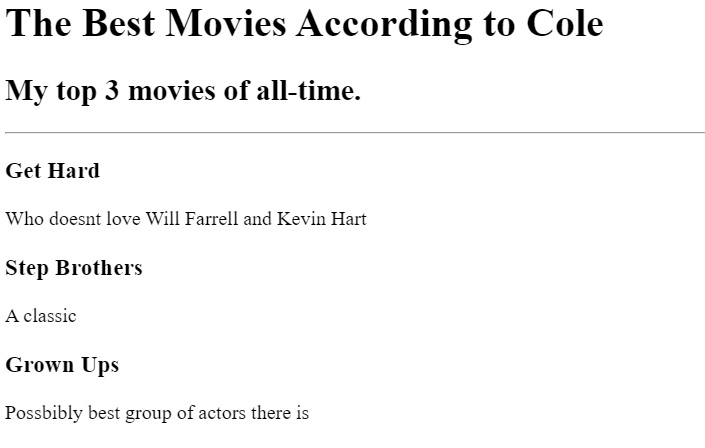 The Best Movies According to Cole
My top 3 movies of all-time.
Get Hard
Who doesnt love Will Farrell and Kevin Hart
Step Brothers
A classic
Grown Ups
Possbibly best group of actors there is